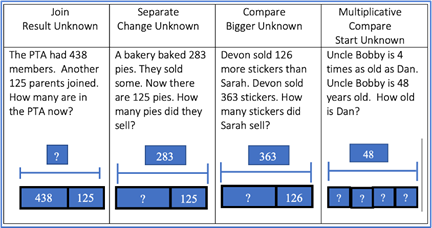 Join
Result Unknown
Separate
Change Unknown
Compare
Bigger Unknown
Multiplicative
Compare
Start Unknown
The PTA had 438
members.  Another
125 parents joined.
How many are in
the PTA now?
A bakery baked 283
pies. They sold
some. Now there
are 125 pies. How
many pies did they
sell?
Devon sold 126
more stickers than
Sarah. Devon sold
363 stickers. How
many stickers did
Sarah sell?
Uncle Bobby is 4
times as old as Dan.
Uncle Bobby is 48
years old.  How old
is Dan?
?
438 125
283
? 125
363
? 126
48
? ? ? ?